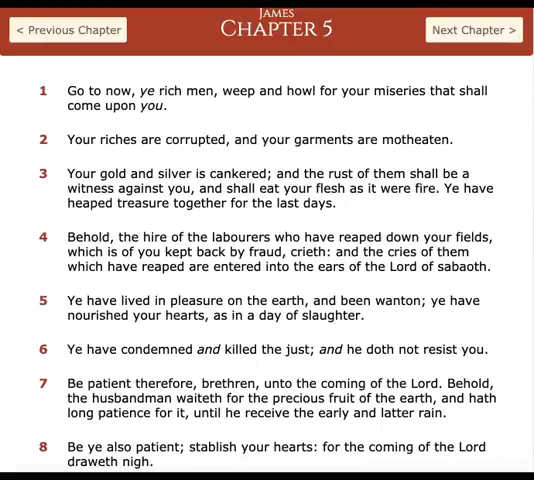 JAMES
< Previous Chapter
CHAPTER 5
Next Chapter >
1 Go to now, ye rich men, weep and howl for your miseries that shall
come upon you.
2 Your riches are corrupted, and your garments are motheaten.
3 Your gold and silver is cankered; and the rust of them shall be a
witness against you, and shall eat your flesh as it were fire. Ye have
heaped treasure together for the last days.
4 Behold, the hire of the labourers who have reaped down your fields,
which is of you kept back by fraud, crieth: and the cries of them
which have reaped are entered into the ears of the Lord of sabaoth.
5 Ye have lived in pleasure on the earth, and been wanton; ye have
nourished your hearts, as in a day of slaughter.
6 Ye have condemned and killed the just; and he doth not resist you.
7 Be patient therefore, brethren, unto the coming of the Lord. Behold,
the husbandman waiteth for the precious fruit of the earth, and hath
long patience for it, until he receive the early and latter rain.
8 Be ye also patient; stablish your hearts: for the coming of the Lord
draweth nigh.